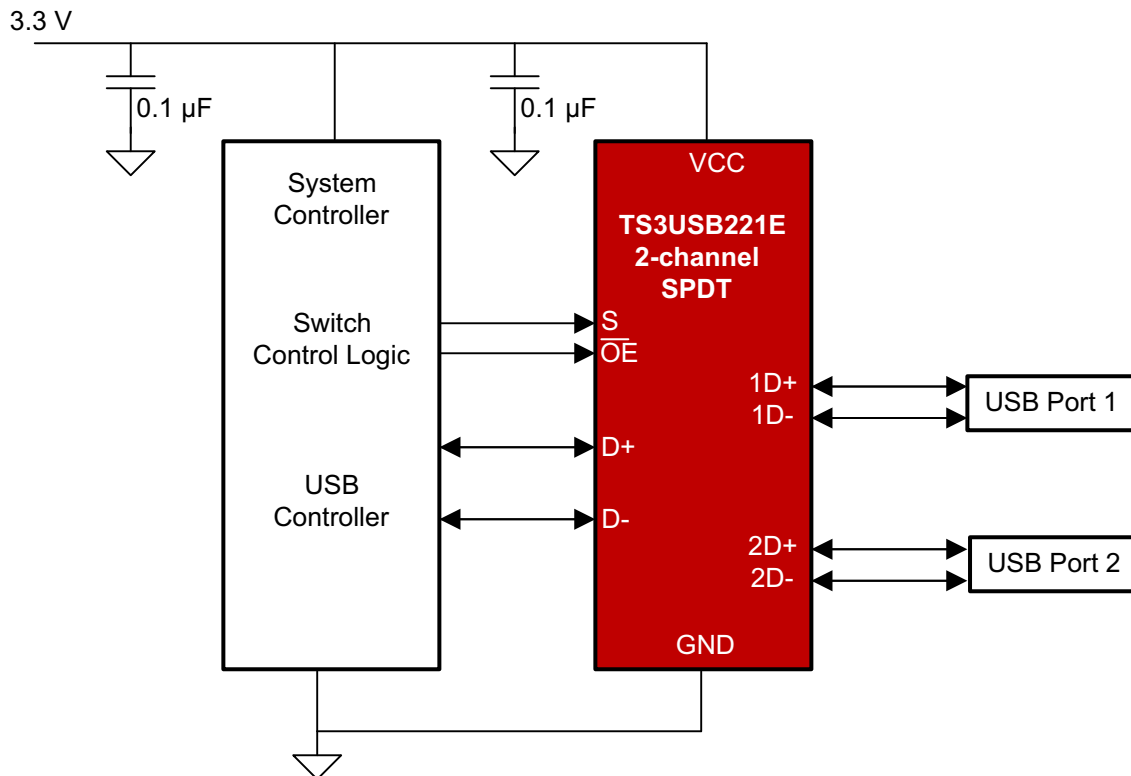 3.3 V
0.1 µF
0.1 µF
System
Controller
Switch
Control Logic
USB
Controller
VCC
TS3USB221E
2-channel
SPDT
S
O̅E̅
D+
D-
1D+
1D-
2D+
2D-
GND
USB Port 1
USB Port 2